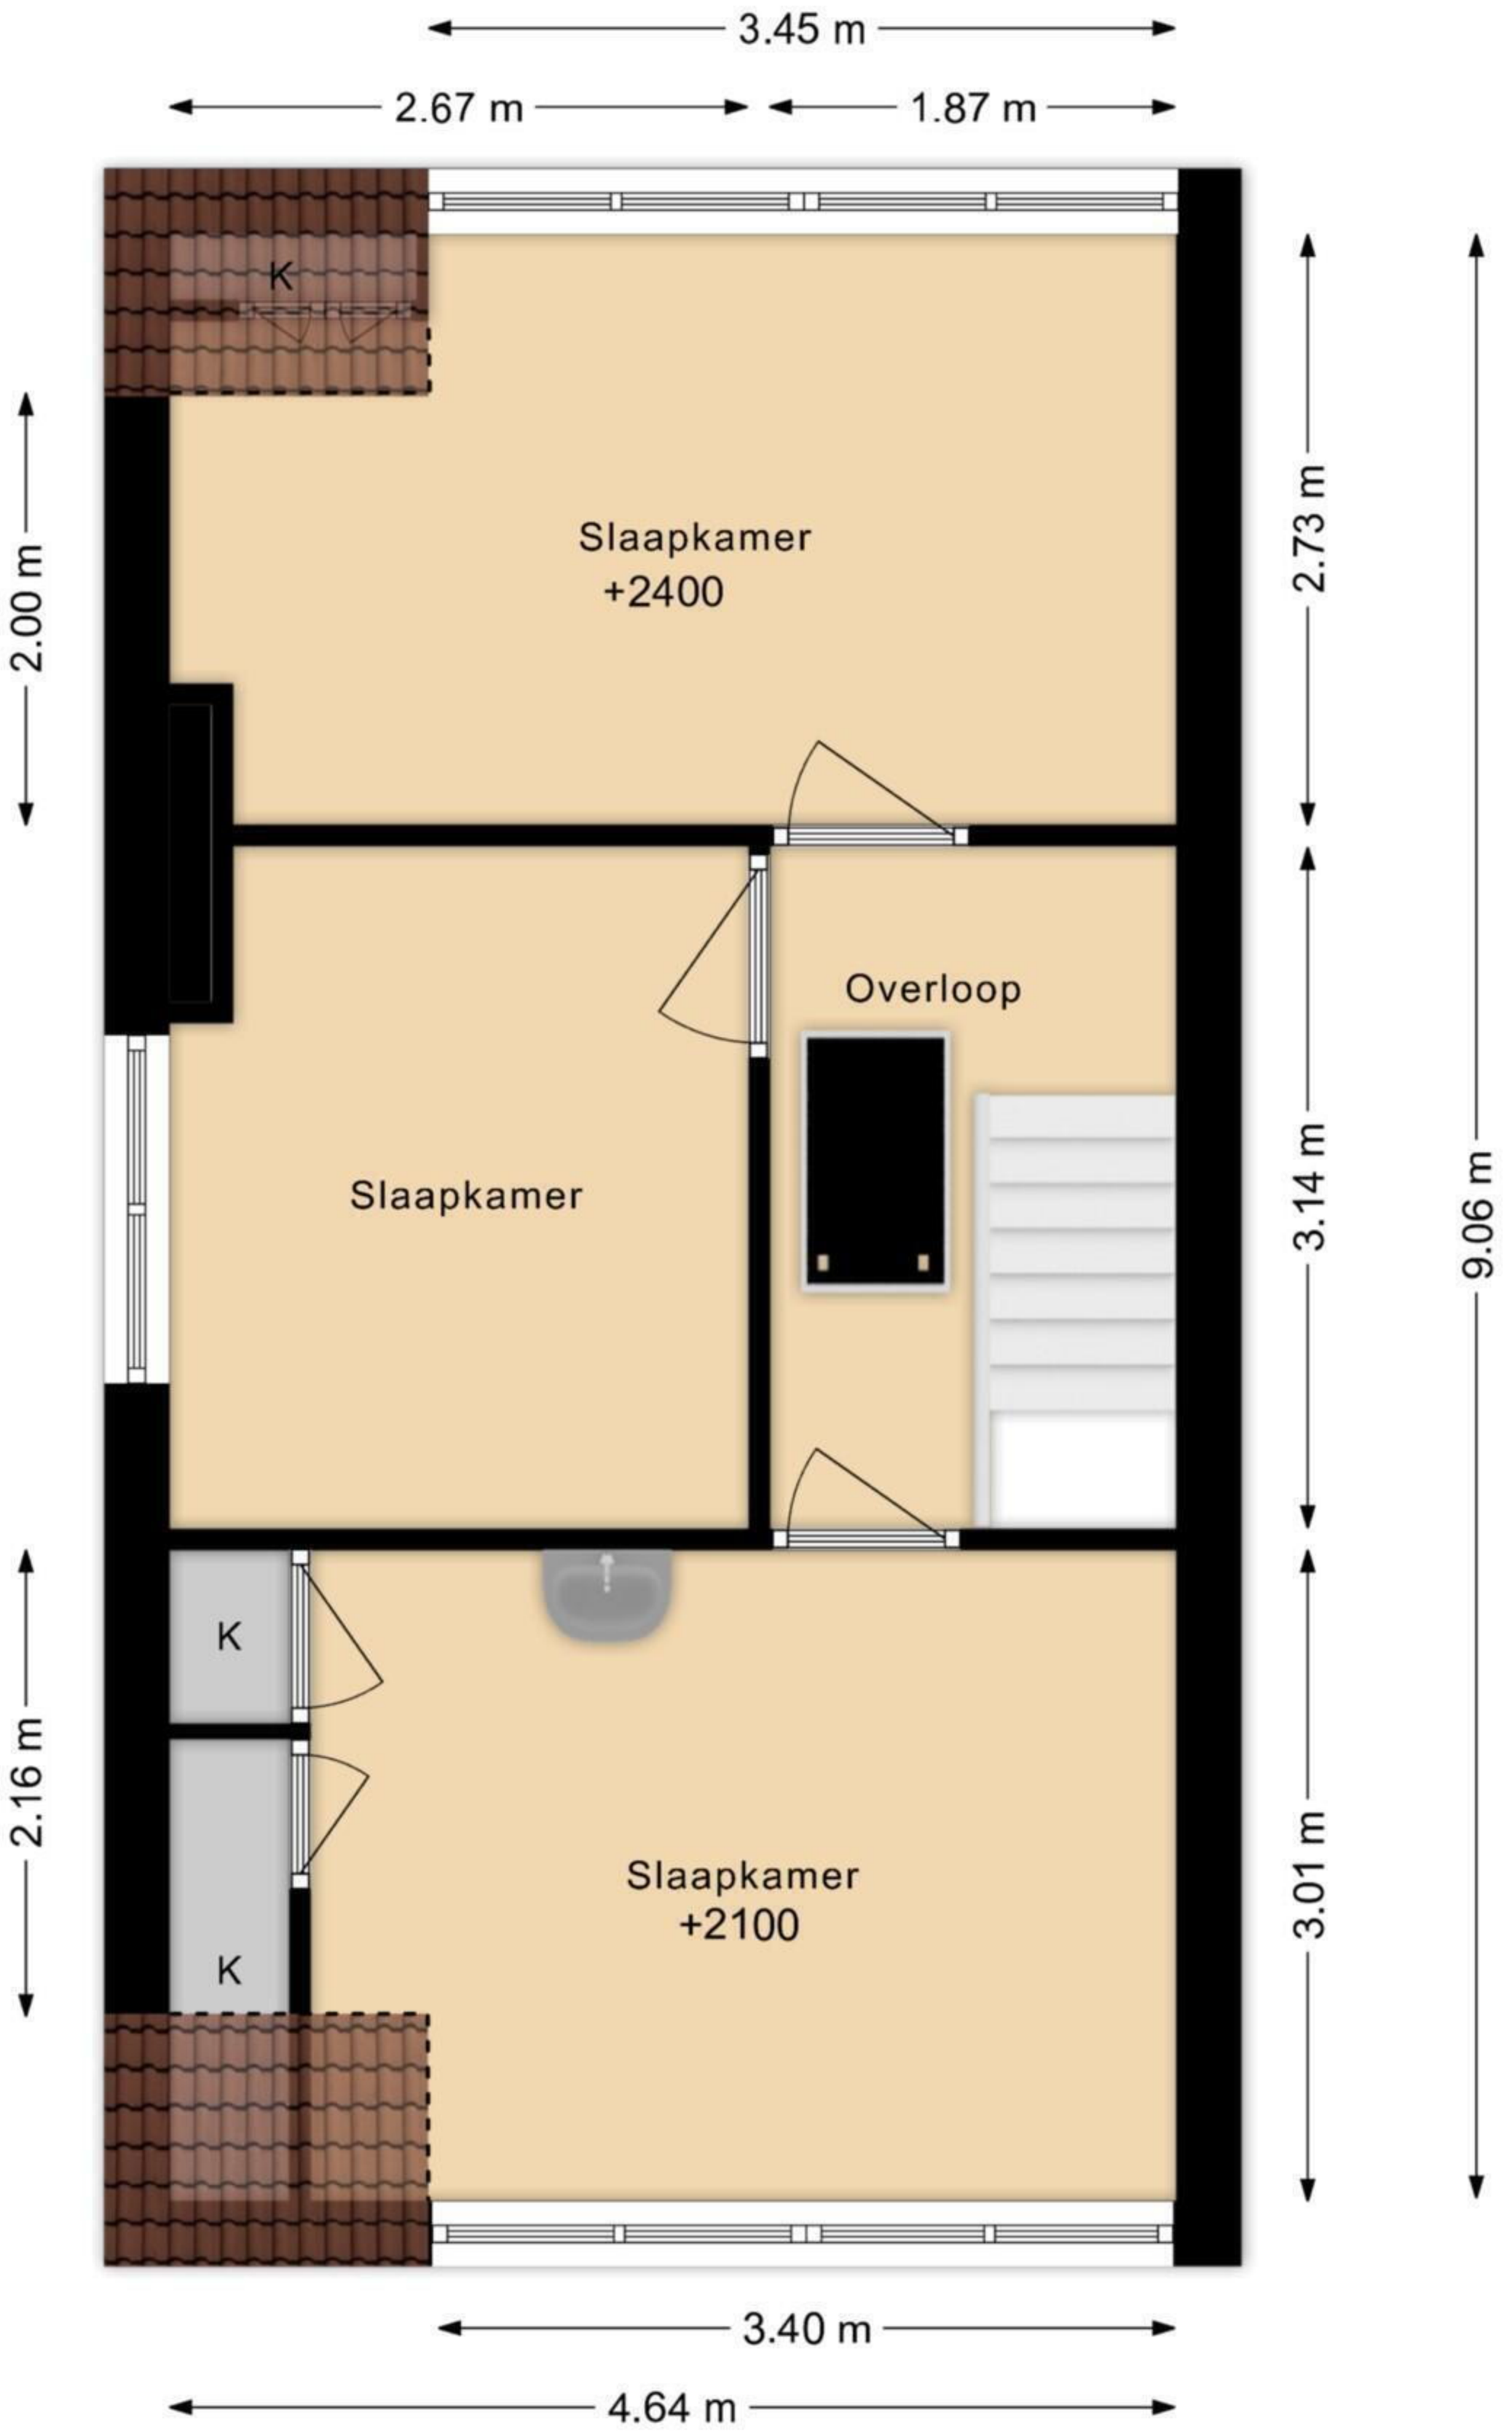 3.45 m
2.67 m
1.87 m
K
Slaapkamer
+2400
2.00 m
2.73 m
Overloop
Slaapkamer
3.14 m
9.06 m
K
K
Slaapkamer
+2100
2.16 m
3.01 m
3.40 m
4.64 m